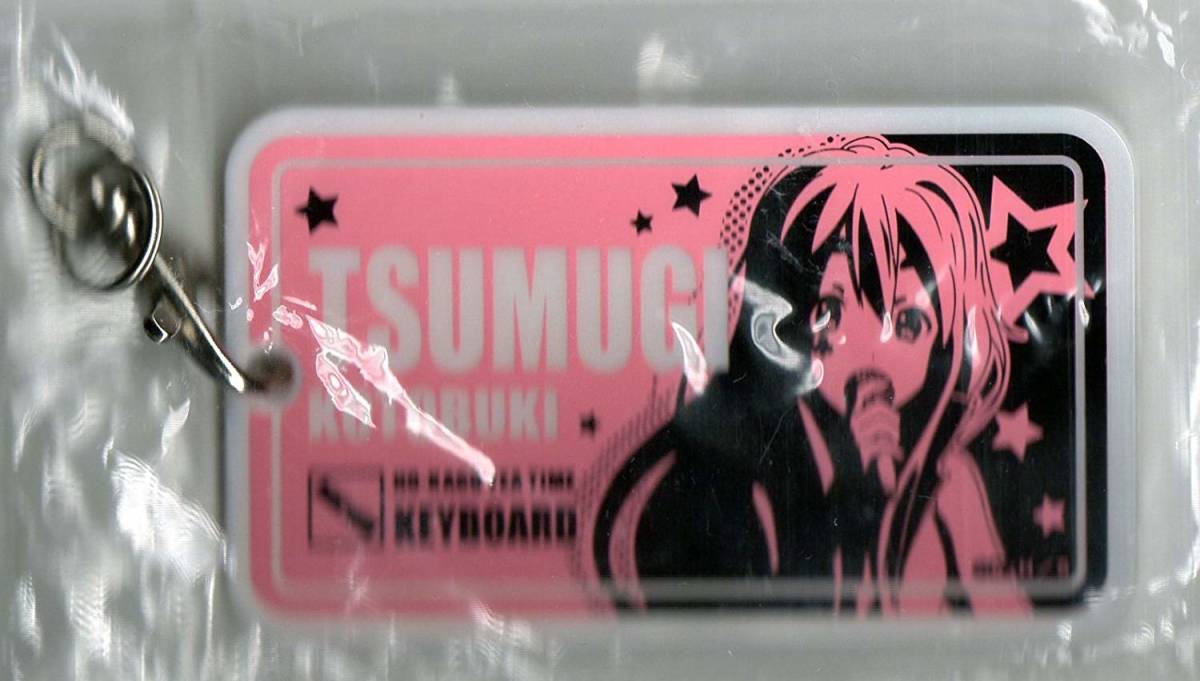 TSUMUGI
KOTOBUKI
HO-KAGO TEA TIME
KEYBOARD